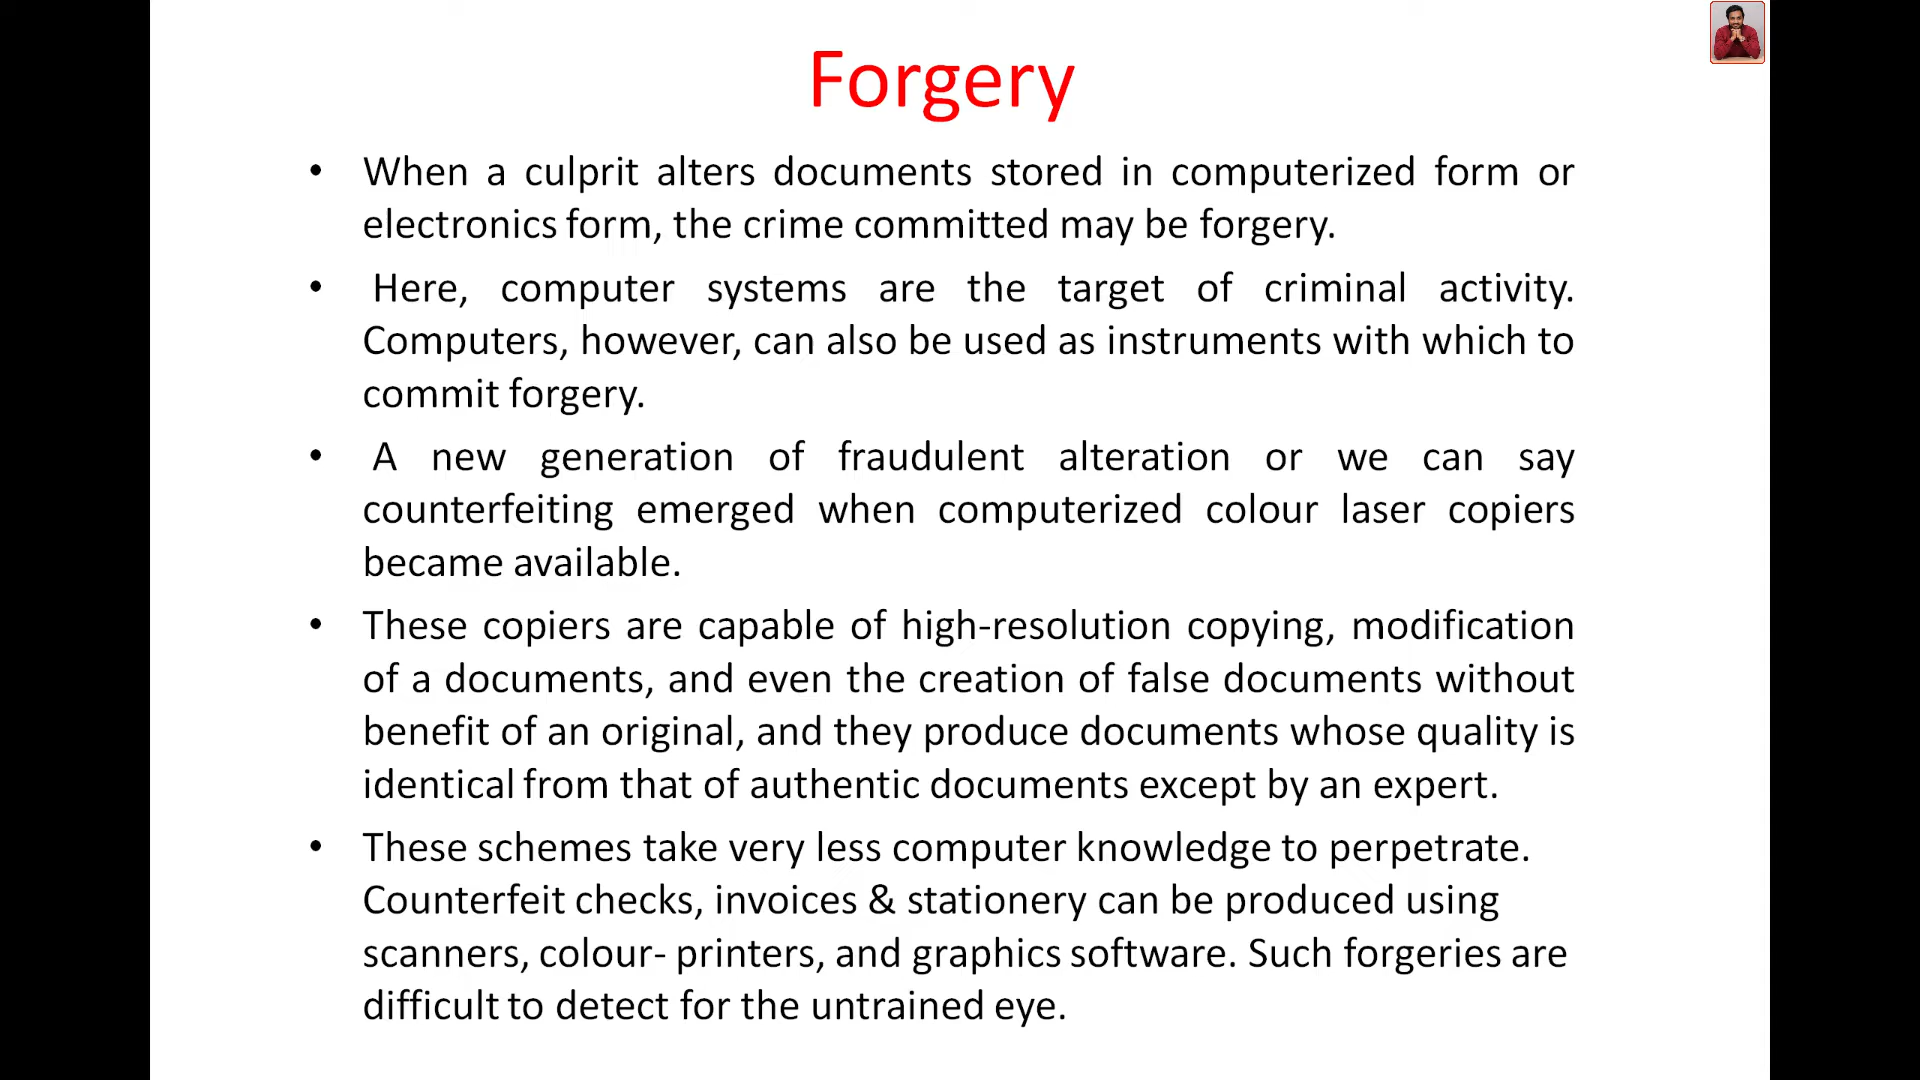 Forgery
• When a culprit alters documents stored in computerized form or
electronics form, the crime committed may be forgery.
• Here, computer systems are the target of criminal activity.
Computers, however, can also be used as instruments with which to
commit forgery.
• A new generation of fraudulent alteration or we can say
counterfeiting emerged when computerized colour laser copiers
became available.
• These copiers are capable of high-resolution copying, modification
of a documents, and even the creation of false documents without
benefit of an original, and they produce documents whose quality is
identical from that of authentic documents except by an expert.
• These schemes take very less computer knowledge to perpetrate.
Counterfeit checks, invoices & stationery can be produced using
scanners, colour- printers, and graphics software. Such forgeries are
difficult to detect for the untrained eye.